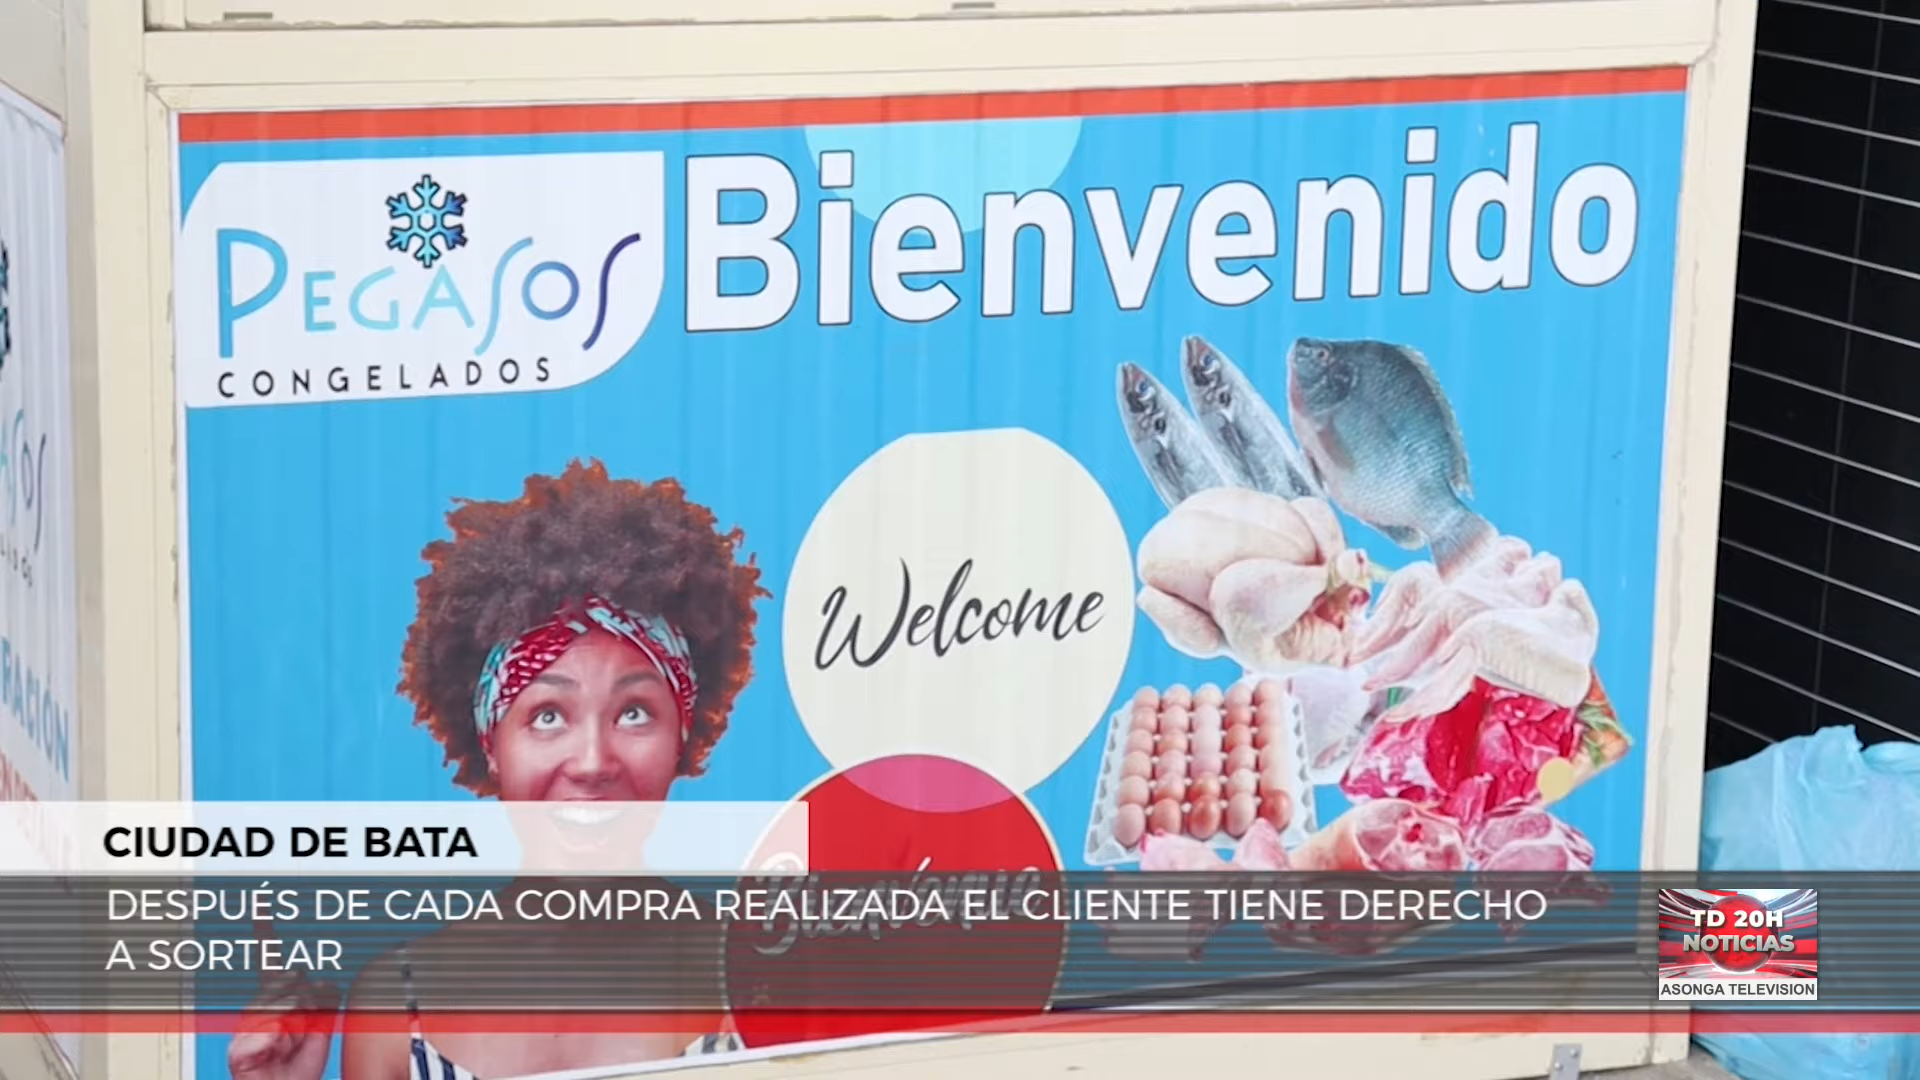 PEGASOS
CONGELADOS
Bienvenido
Welcome
RACIÓN
CIUDAD DE BATA
DESPUÉS DE CADA COMPRA REALIZADA EL CLIENTE TIENE DERECHO
A SORTEAR
TD 20H
NOTICIAS
ASONGA TELEVISION